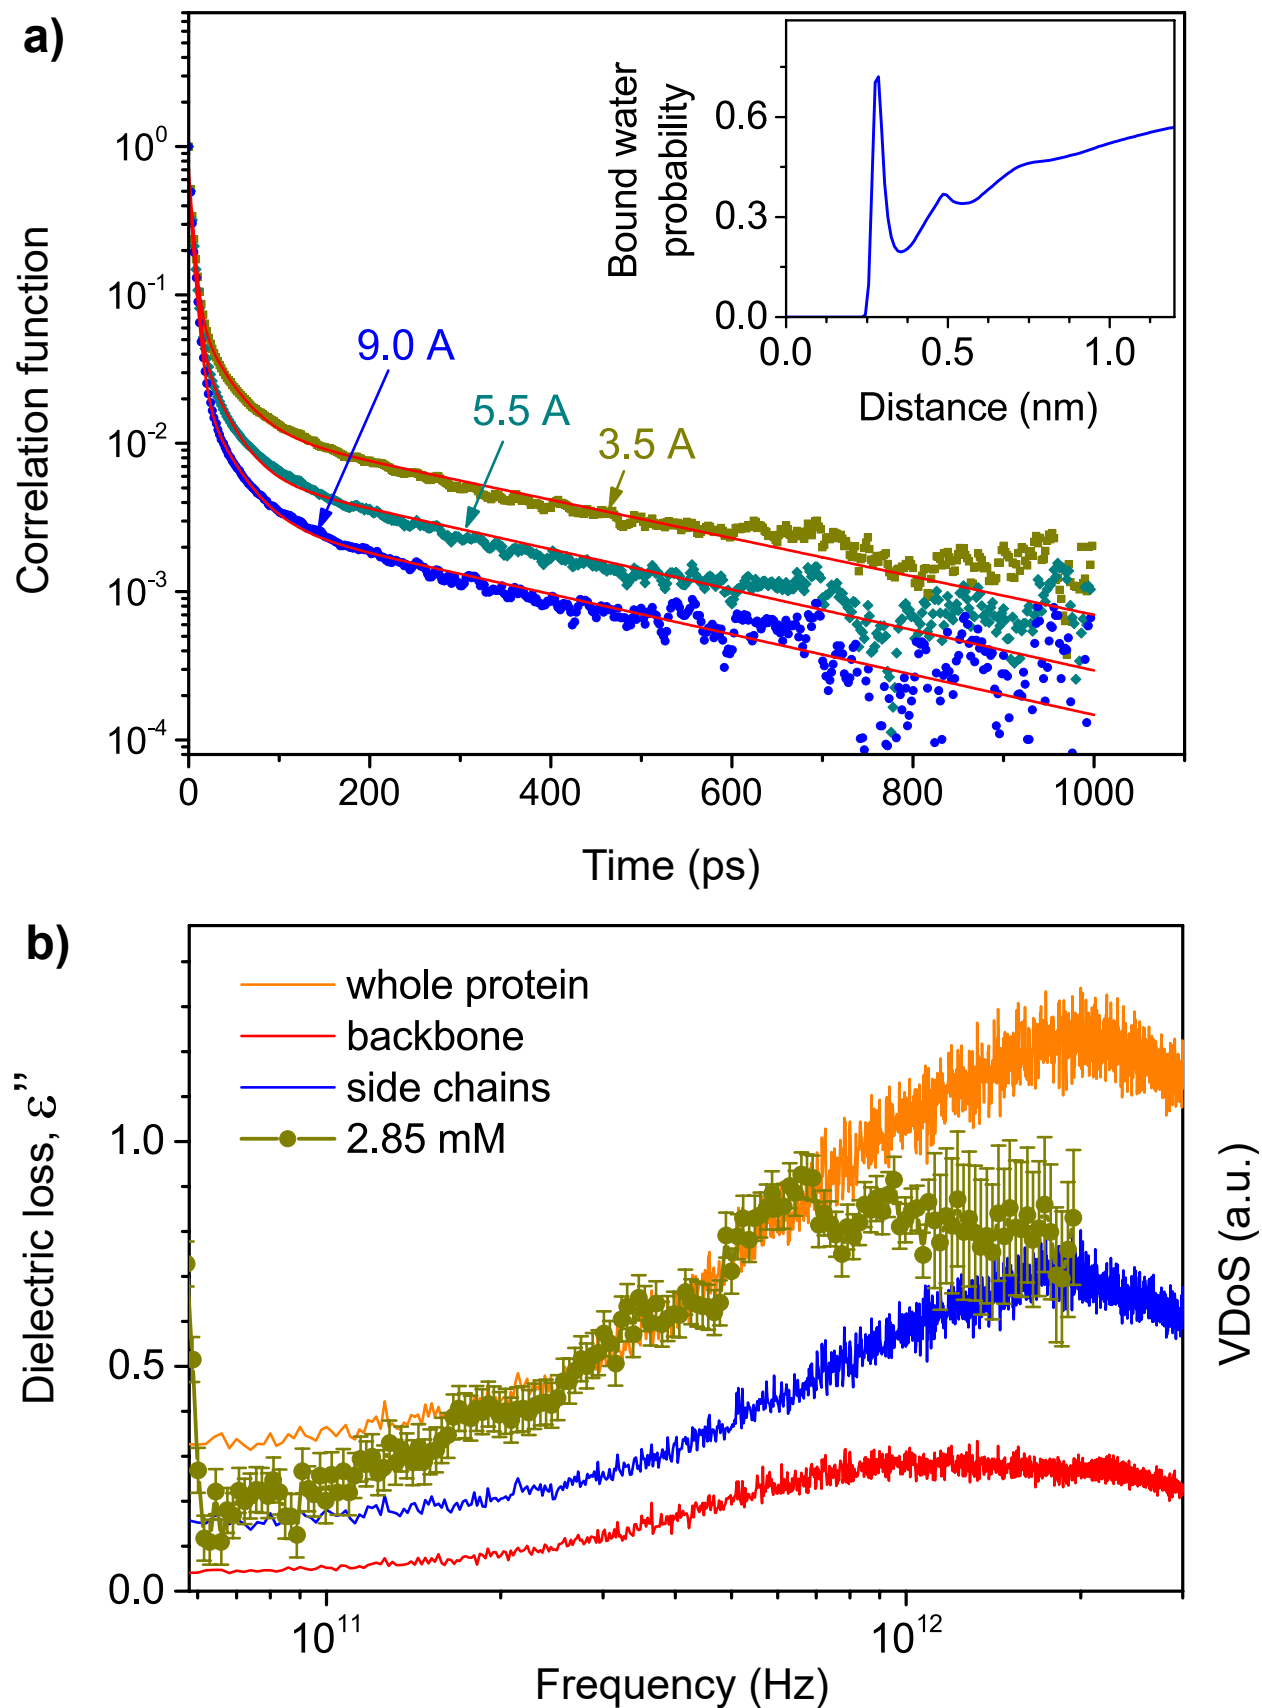 a)
Correlation function
10⁰
10⁻¹
10⁻²
10⁻³
10⁻⁴
9.0 A
5.5 A
3.5 A
0
200
400
600
800
1000
Time (ps)
Bound water
probability
0.6
0.3
0.0
0.0
0.5
1.0
Distance (nm)
b)
whole protein
backbone
side chains
2.85 mM
Dielectric loss, ε”
1.0
0.5
0.0
VDoS (a.u.)
10¹¹
10¹²
Frequency (Hz)